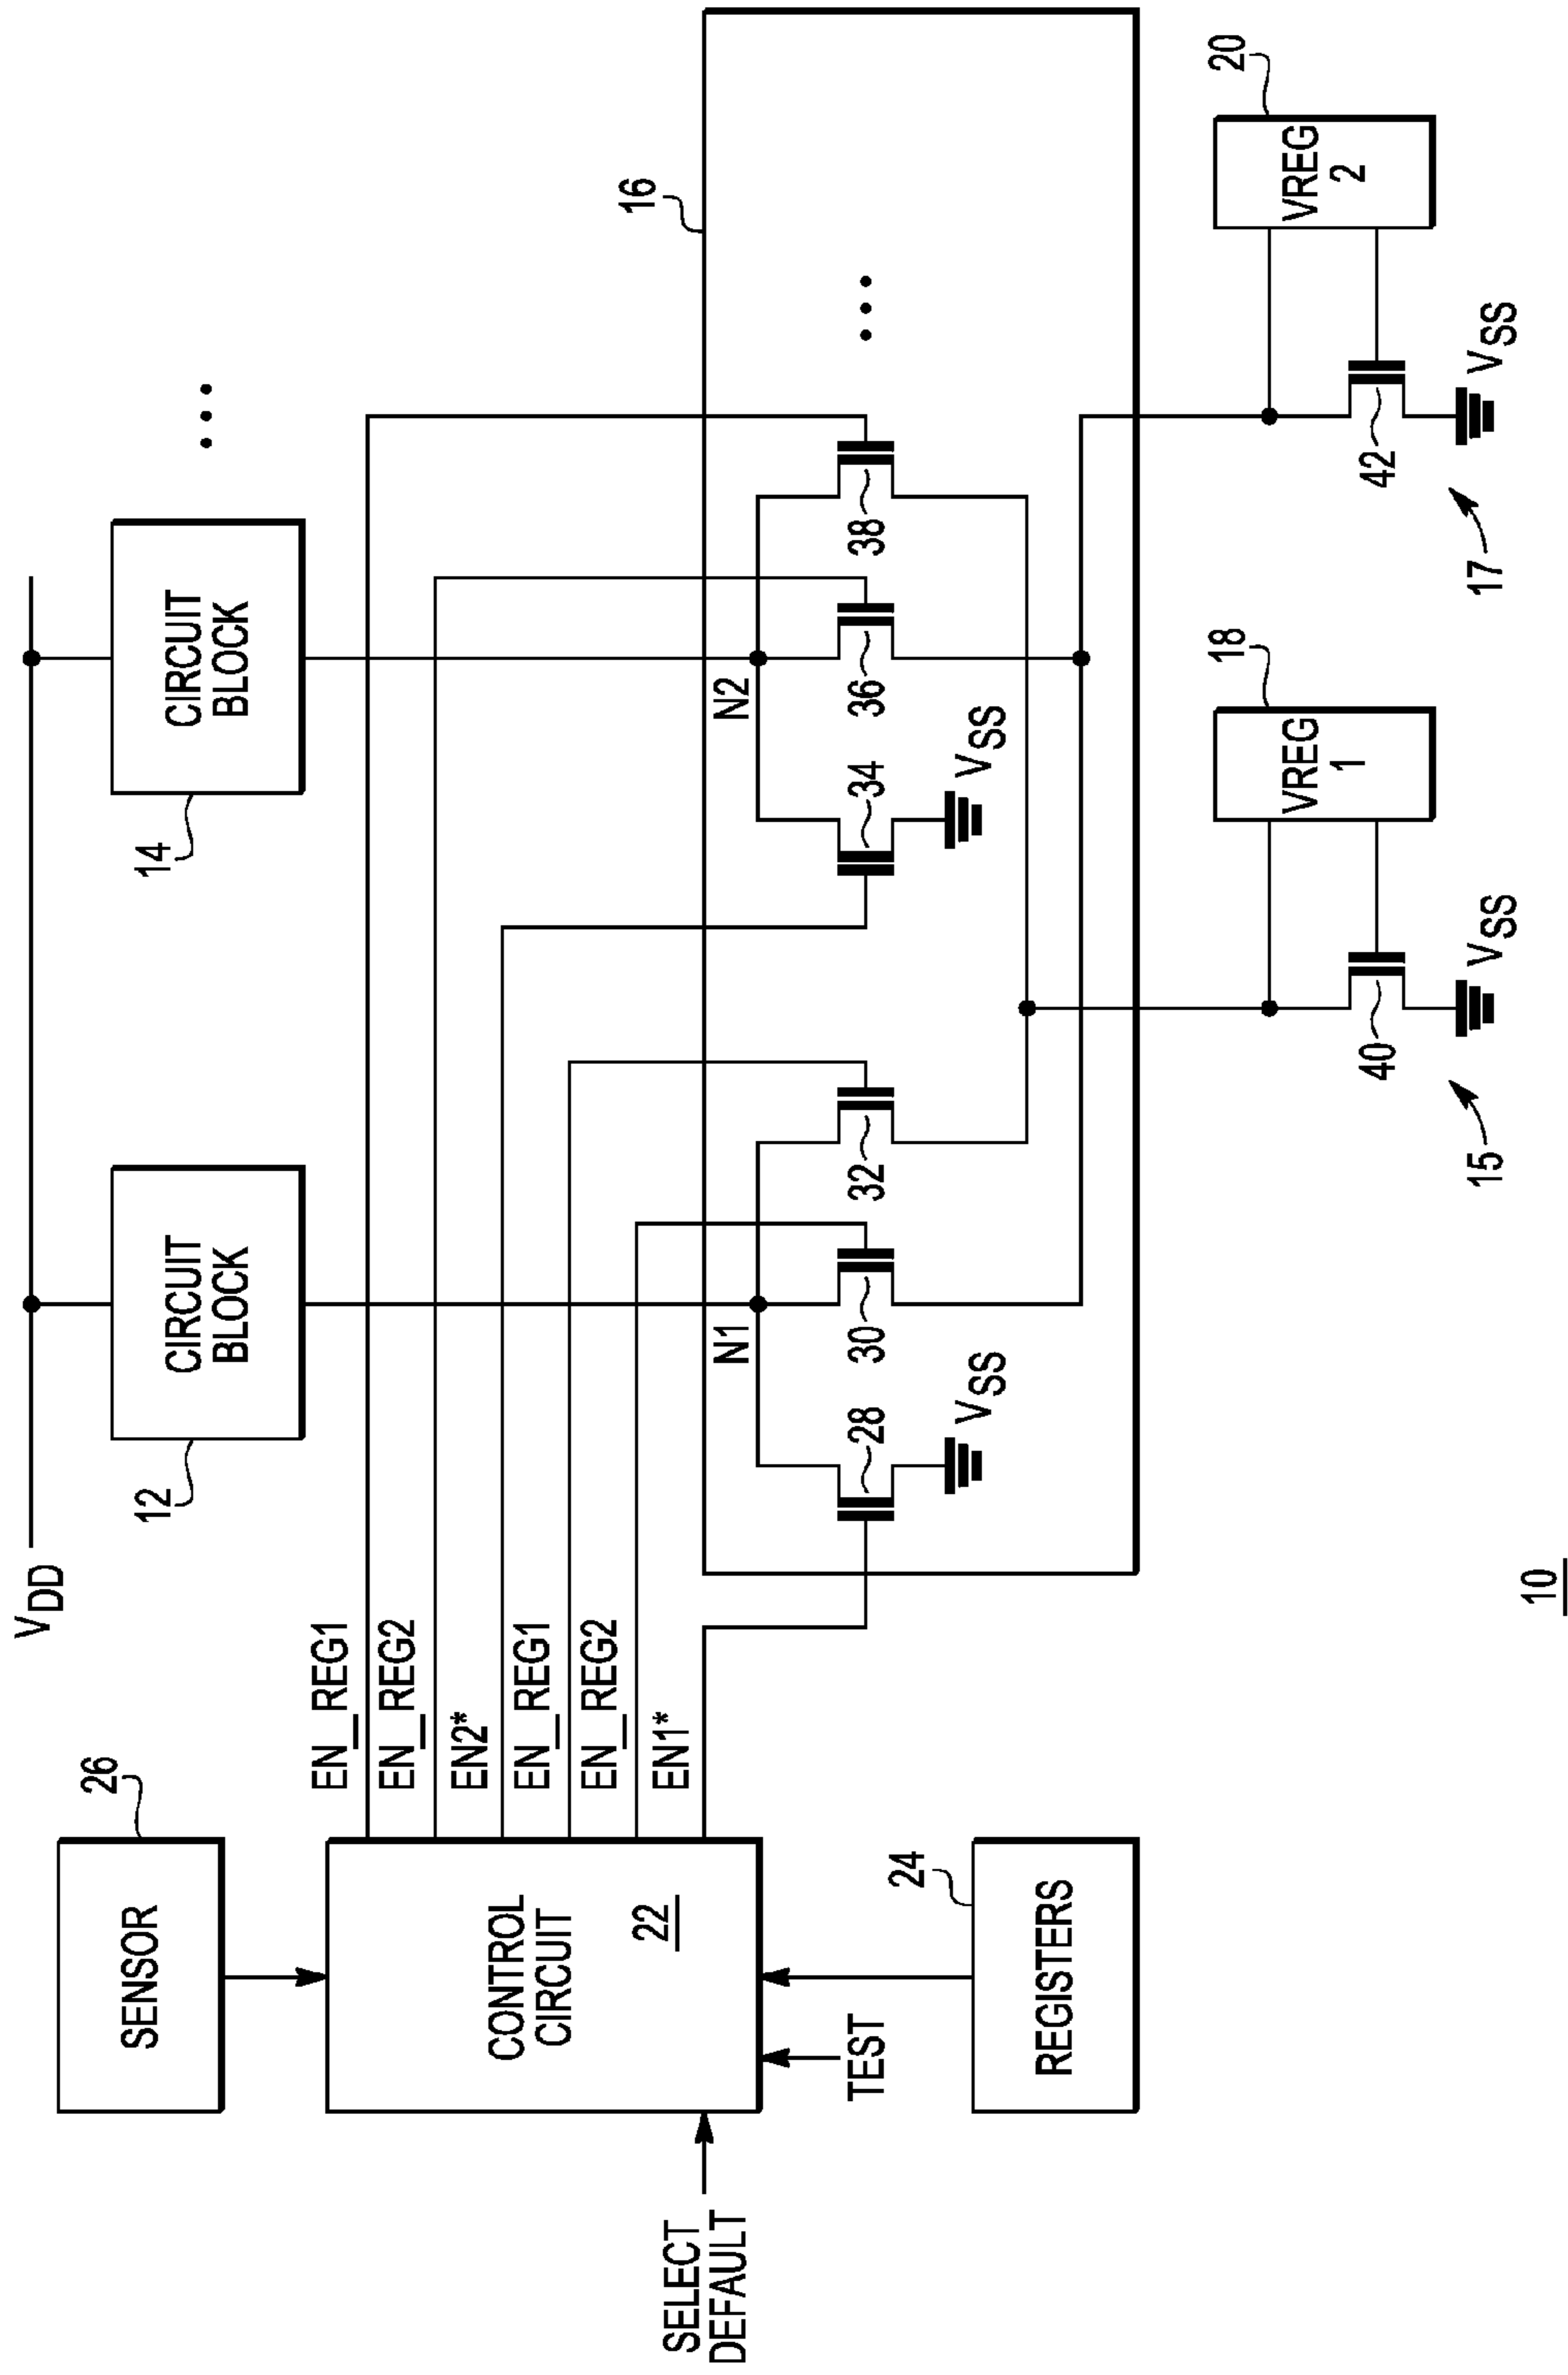 VDD
26
SENSOR
12
CIRCUIT
BLOCK
14
CIRCUIT
BLOCK
...
EN_REG1
EN_REG2
EN2*
EN_REG1
EN_REG2
EN1*
CONTROL
CIRCUIT
22
SELECT
DEFAULT
TEST
24
REGISTERS
16
N1
N2
28
30
32
34
36
38
...
VSS
VSS
18
VREG
1
20
VREG
2
40
42
VSS
VSS
15
17
10